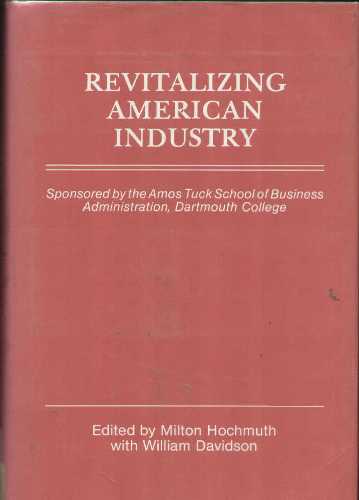 REVITALIZING
AMERICAN
INDUSTRY
Sponsored by the Amos Tuck School of Business
Administration, Dartmouth College
Edited by Milton Hochmuth
with William Davidson